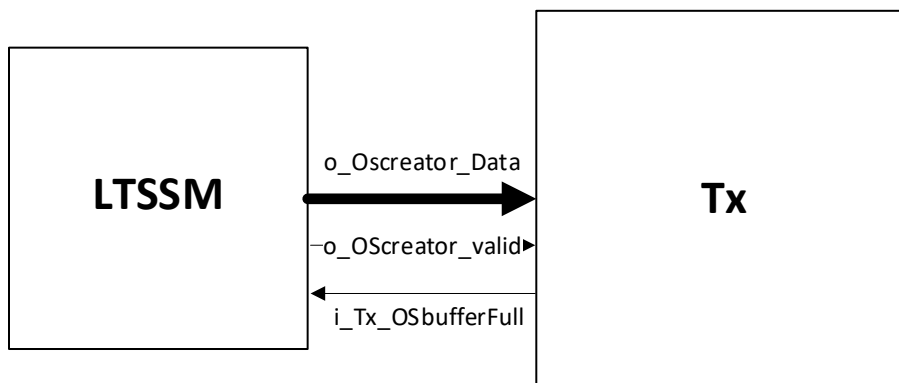 LTSSM
o_Oscreator_Data
o_OScreator_valid
i_Tx_OSbufferFull
Tx